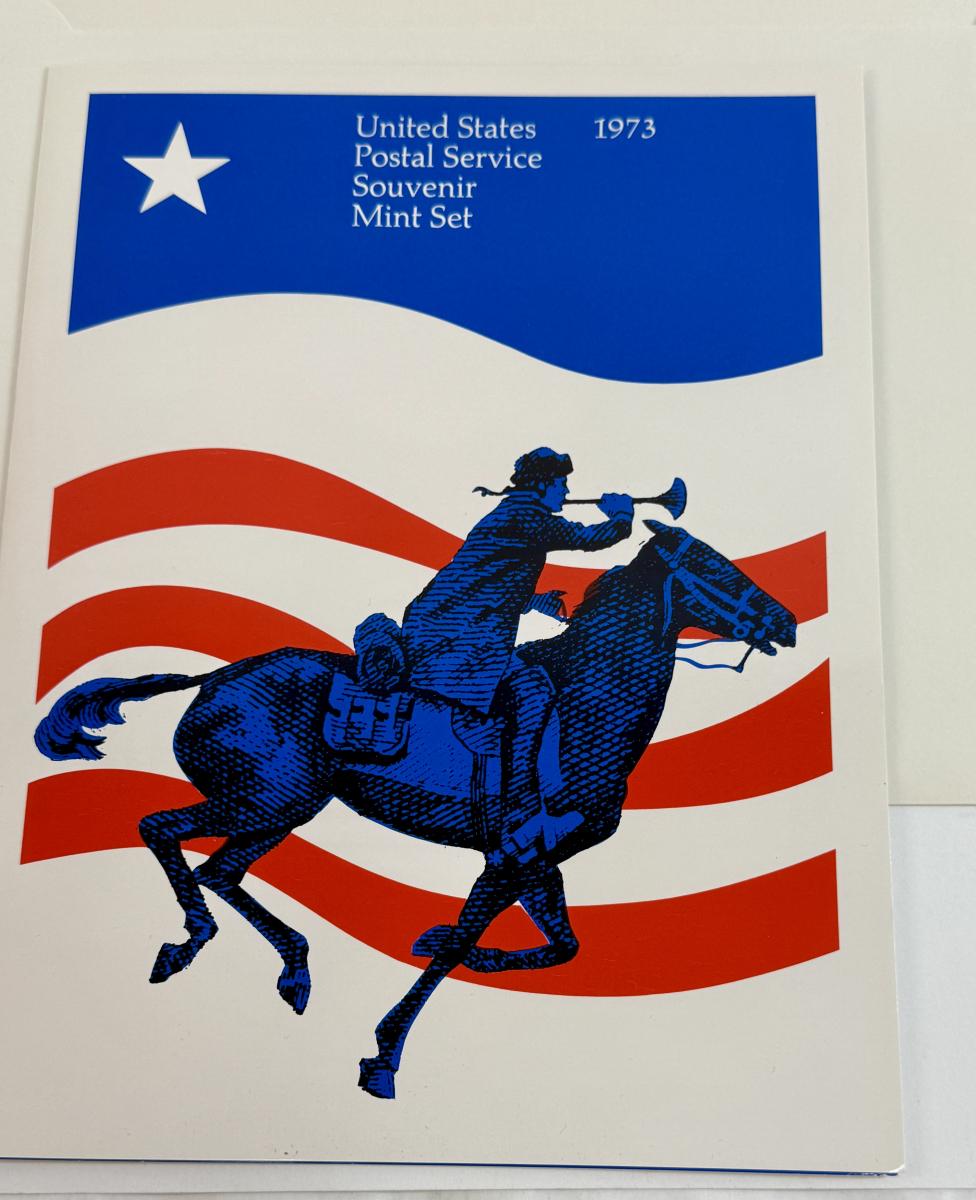 United States 1973
Postal Service
Souvenir
Mint Set